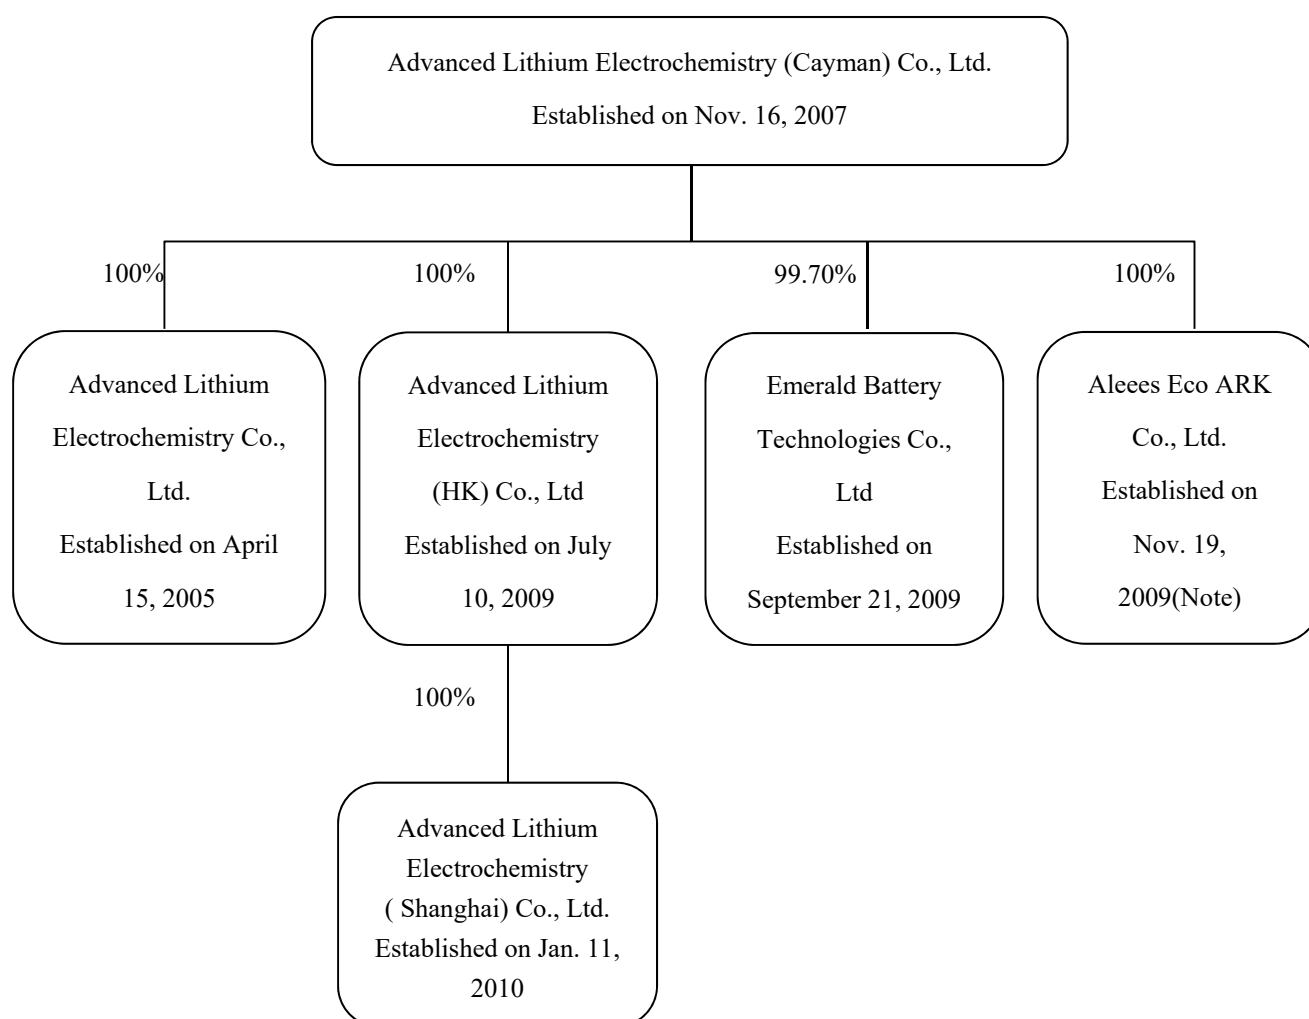 Advanced Lithium Electrochemistry (Cayman) Co., Ltd.
Established on Nov. 16, 2007
100%
100%
99.70%
100%
Advanced Lithium
Electrochemistry Co.,
Ltd.
Established on April
15, 2005
Advanced Lithium
Electrochemistry
(HK) Co., Ltd
Established on July
10, 2009
Emerald Battery
Technologies Co.,
Ltd
Established on
September 21, 2009
Aleees Eco ARK
Co., Ltd.
Established on
Nov. 19,
2009(Note)
100%
Advanced Lithium
Electrochemistry
( Shanghai) Co., Ltd.
Established on Jan. 11,
2010